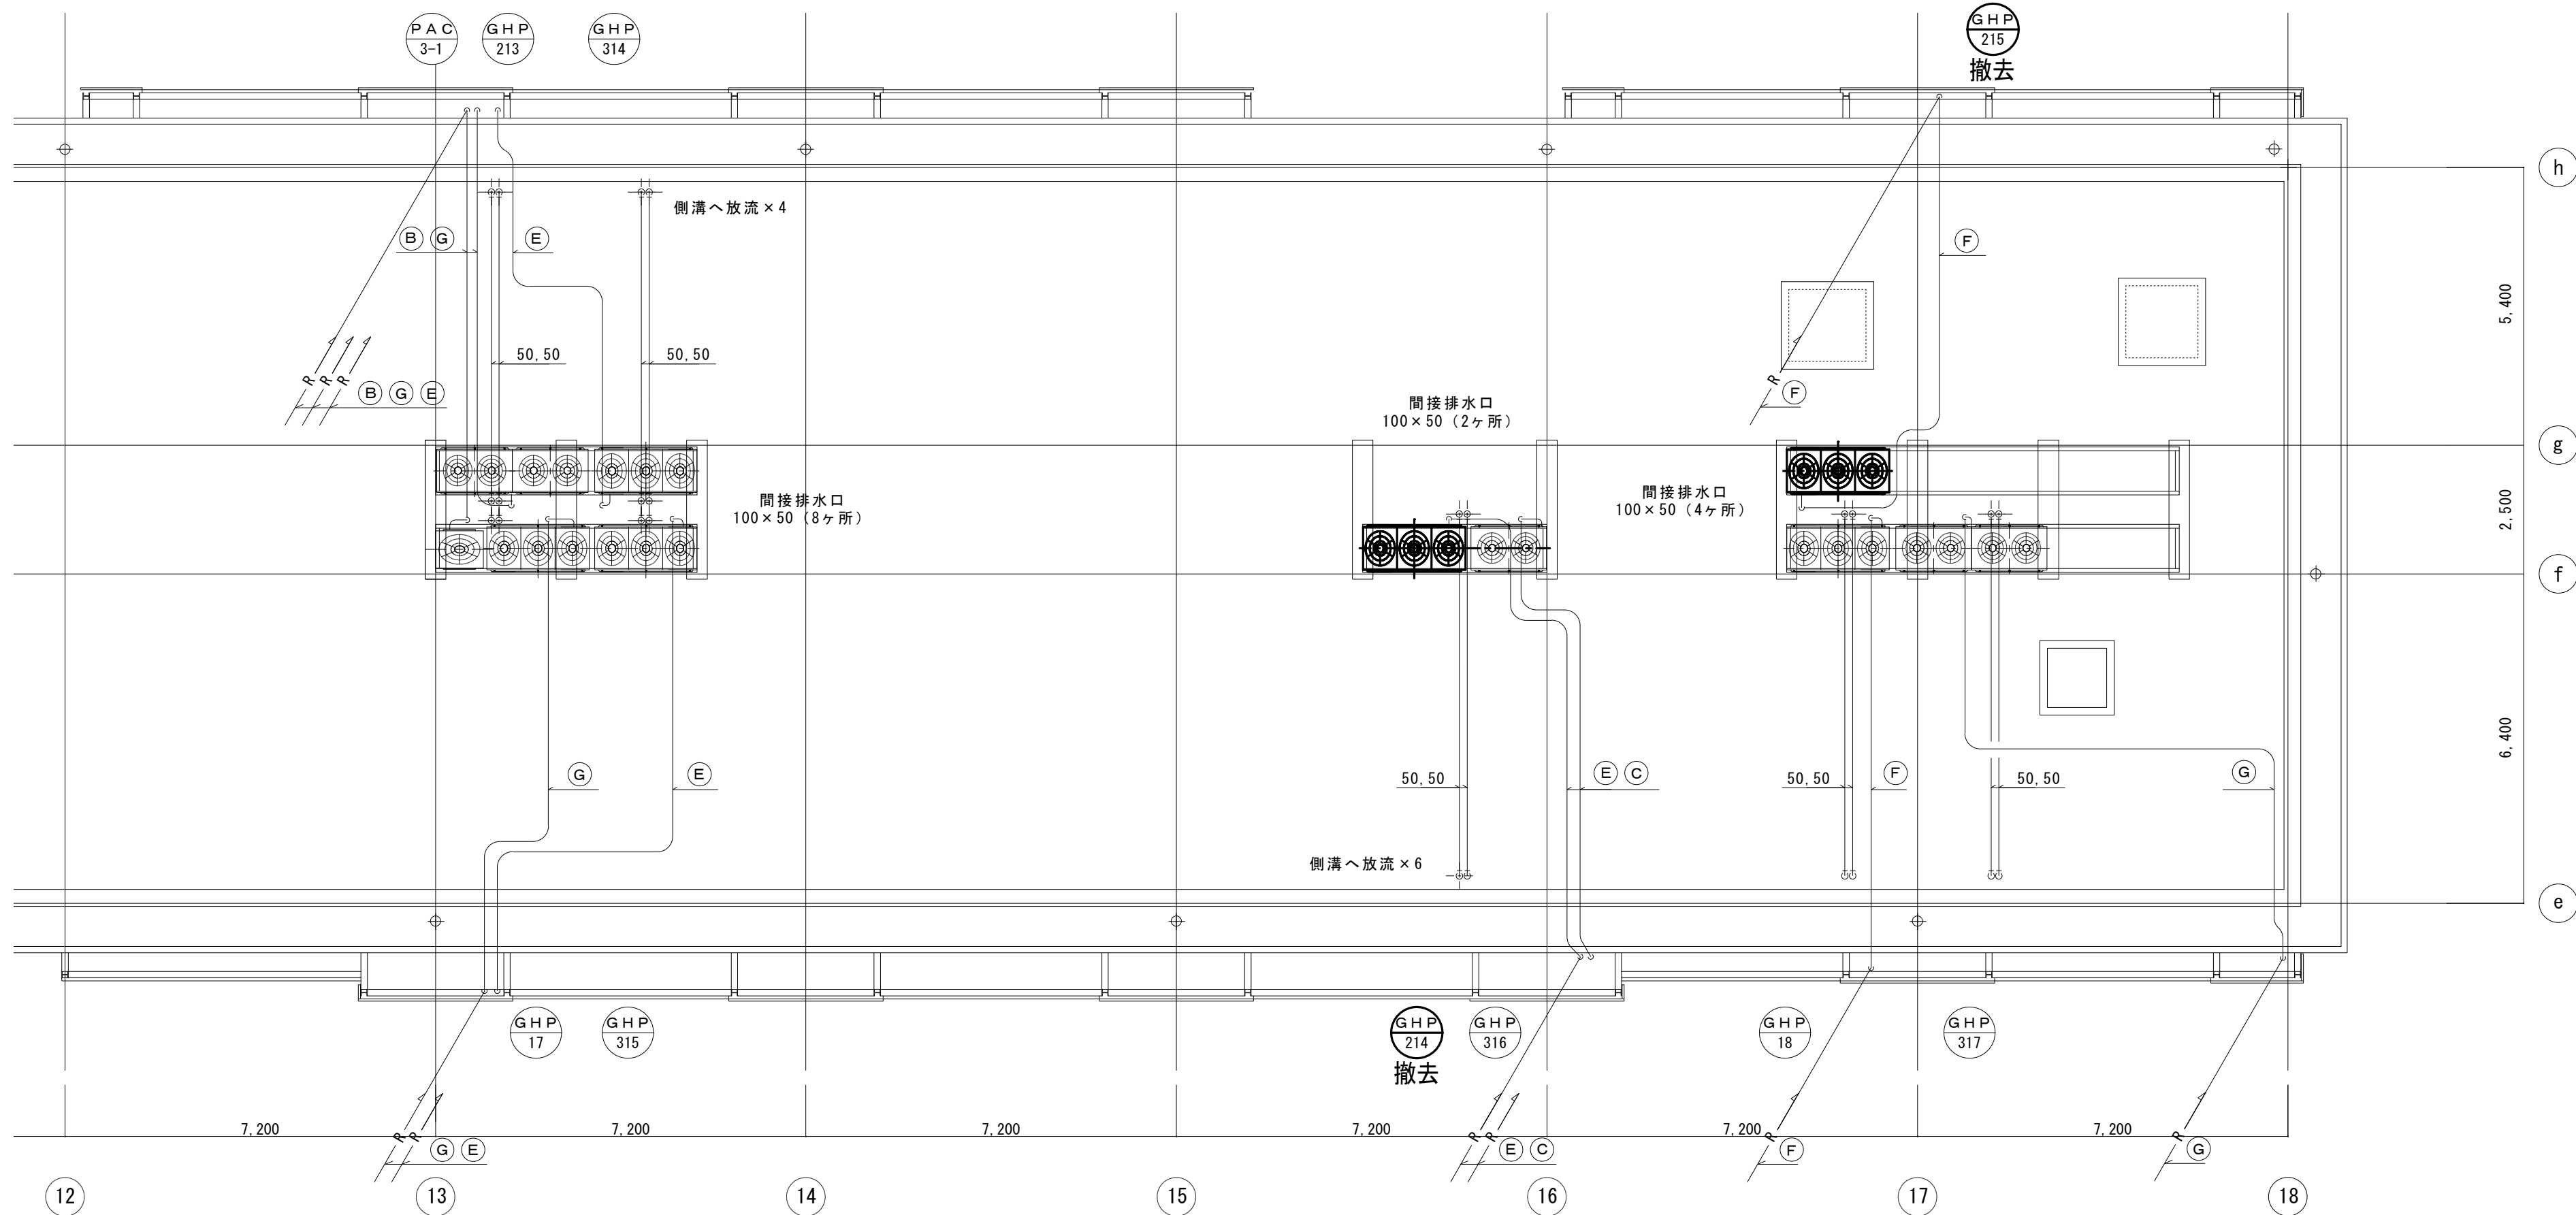 PAC
3-1
GHP
213
GHP
314
GHP
215
撤去
h
側溝へ放流×4
B G
E
F
5,400
50,50
50,50
B G E
R
R
R
R
F
間接排水口
100×50（2ヶ所）
g
間接排水口
100×50（8ヶ所）
間接排水口
100×50（4ヶ所）
2,500
f
6,400
G
E
50,50
E C
50,50
F
50,50
G
側溝へ放流×6
e
GHP
17
GHP
315
GHP
214
撤去
GHP
316
GHP
18
GHP
317
7,200
7,200
7,200
7,200
7,200
7,200
R
R
G E
R
R
E C
R
F
R
G
12
13
14
15
16
17
18